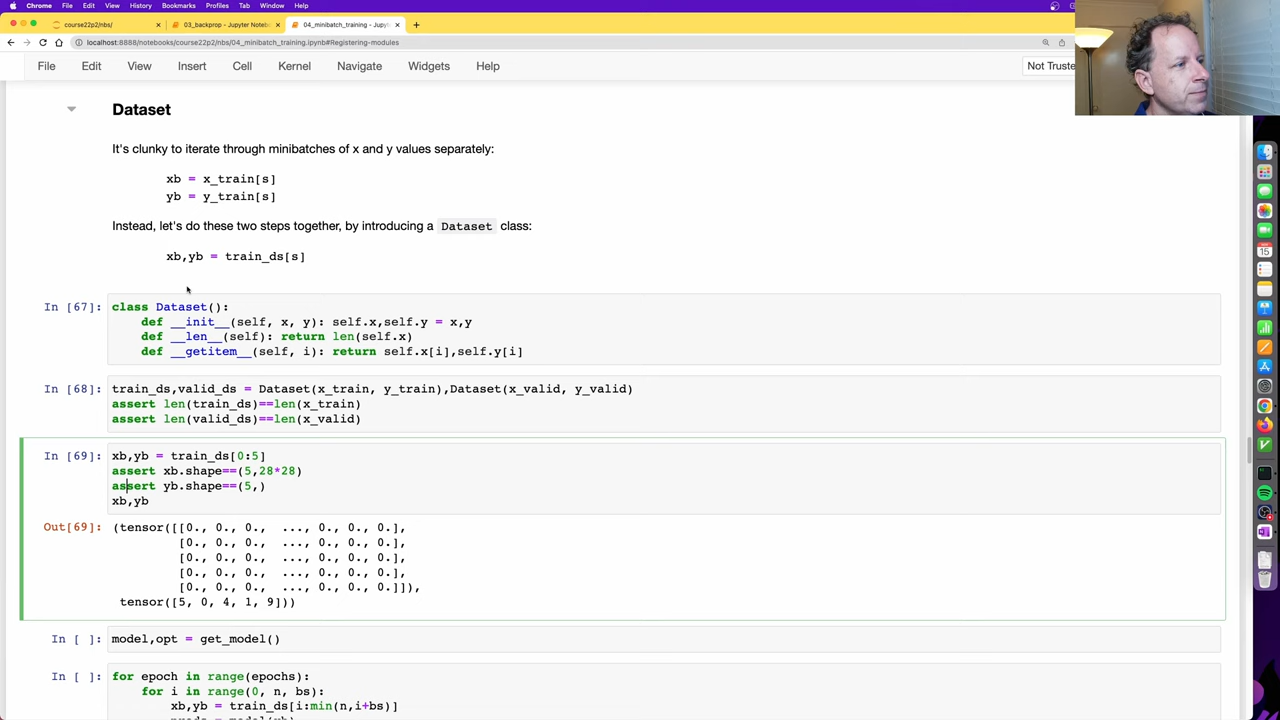 Chrome File Edit View History Bookmarks Profiles Tab Window Help
course22p2/nbs/
03_backprop - Jupyter Noteb
04_minibatch_training - Jupyte
localhost:8888/notebooks/course22p2/nbs/04_minibatch_training.ipynb#Registering-modules
File Edit View Insert Cell Kernel Navigate Widgets Help
Not Truste
Dataset
It's clunky to iterate through minibatches of x and y values separately:
xb = x_train[s]
yb = y_train[s]
Instead, let's do these two steps together, by introducing a Dataset class:
xb,yb = train_ds[s]
In [67]: class Dataset():
def __init__(self, x, y): self.x,self.y = x,y
def __len__(self): return len(self.x)
def __getitem__(self, i): return self.x[i],self.y[i]
In [68]: train_ds,valid_ds = Dataset(x_train, y_train),Dataset(x_valid, y_valid)
assert len(train_ds)==len(x_train)
assert len(valid_ds)==len(x_valid)
In [69]: xb,yb = train_ds[0:5]
assert xb.shape==(5,28*28)
assert yb.shape==(5,)
xb,yb
Out[69]: (tensor([[0., 0., 0., ..., 0., 0., 0.],
[0., 0., 0., ..., 0., 0., 0.],
[0., 0., 0., ..., 0., 0., 0.],
[0., 0., 0., ..., 0., 0., 0.],
[0., 0., 0., ..., 0., 0., 0.]]),
tensor([5, 0, 4, 1, 9]))
In [ ]: model,opt = get_model()
In [ ]: for epoch in range(epochs):
for i in range(0, n, bs):
xb,yb = train_ds[i:min(n,i+bs)]